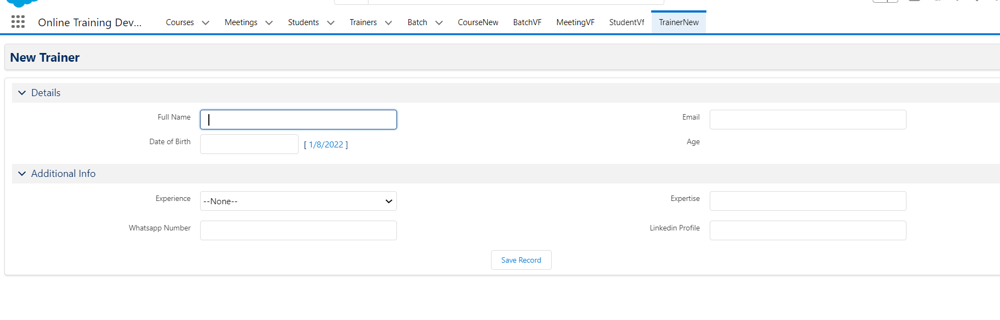 Online Training Dev... Courses Meetings Students Trainers Batch CourseNew BatchVF MeetingVF StudentVf TrainerNew
New Trainer
Details
Full Name Email
Date of Birth [ 1/8/2022 ] Age
Additional Info
Experience --None-- Expertise
Whatsapp Number Linkedin Profile
Save Record